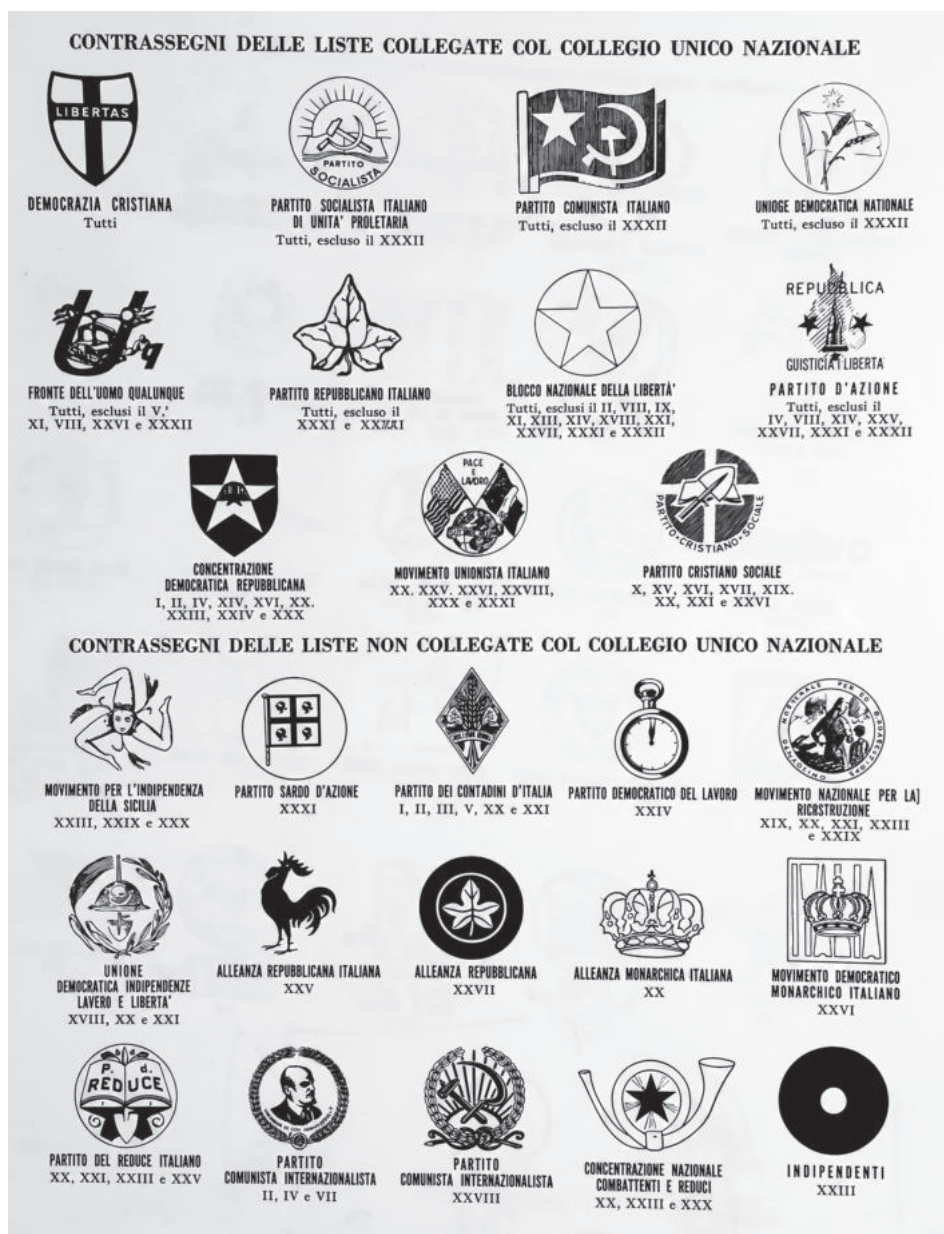 CONTRASSEGNI DELLE LISTE COLLEGATE COL COLLEGIO UNICO NAZIONALE
LIBERTAS
DEMOCRAZIA CRISTIANA
Tutti
PARTITO
SOCIALISTA
PARTITO SOCIALISTA ITALIANO
DI UNITA' PROLETARIA
Tutti, escluso il XXXII
PARTITO COMUNISTA ITALIANO
Tutti, escluso il XXXII
UNIOGE DEMOCRATICA NATIONALE
Tutti, escluso il XXXII
U
q
FRONTE DELL'UOMO QUALUNQUE
Tutti, esclusi il V,'
XI, VIII, XXVI e XXXII
PARTITO REPUBBLICANO ITALIANO
Tutti, escluso il
XXXI e
BLOCCO NAZIONALE DELLA LIBERTÀ'
Tutti, esclusi il II, VIII, IX,
XI, XIII, XIV, XVIII, XXI,
XXVII, XXXI e XXXII
REPUBBLICA
GUISTICIA I LIBERTA
PARTITO D'AZIONE
Tutti, esclusi il
IV, VIII, XIV, XXV,
XXVII, XXXI e XXXII
CONCENTRAZIONE
DEMOCRATICA REPUBBLICANA
I, II, IV, XIV, XVI, XX.
XXIII, XXIV e XXX
PACE
E
LAVORO
MOVIMENTO UNIONISTA ITALIANO
XX. XXV. XXVI, XXVIII,
XXX e XXXI
PARTITO·CRISTIANO·SOCIALE
PARTITO CRISTIANO SOCIALE
X, XV, XVI, XVII, XIX.
XX, XXI e XXVI
CONTRASSEGNI DELLE LISTE NON COLLEGATE COL COLLEGIO UNICO NAZIONALE
MOVIMENTO PER L'INDIPENDENZA
DELLA SICILIA
XXIII, XXIX e XXX
PARTITO SARDO D'AZIONE
XXXI
PARTITO DEI CONTADINI D'ITALIA
I, II, III, V, XX e XXI
PARTITO DEMOCRATICO DEL LAVORO
XXIV
MOVIMENTO NAZIONALE PER LA]
RICRSTRUZIONE
XIX, XX, XXI, XXIII
e XXIX
UNIONE
DEMOCRATICA INDIPENDENZE
LAVERO E LIBERTA'
XVIII, XX e XXI
ALLEANZA REPUBBLICANA ITALIANA
XXV
ALLEANZA REPUBBLICANA
XXVII
ALLEANZA MONARCHICA ITALIANA
XX
MOVIMENTO DEMOCRATICO
MONARCHICO ITALIANO
XXVI
P. d.
REDUCE
PARTITO DEL REDUCE ITALIANO
XX, XXI, XXIII e XXV
PARTITO
COMUNISTA INTERNAZIONALISTA
II, IV e VII
PARTITO
COMUNISTA INTERNAZIONALISTA
XXVIII
CONCENTRAZIONE NAZIONALE
COMBATTENTI E REDUCI
XX, XXIII e XXX
INDIPENDENTI
XXIII